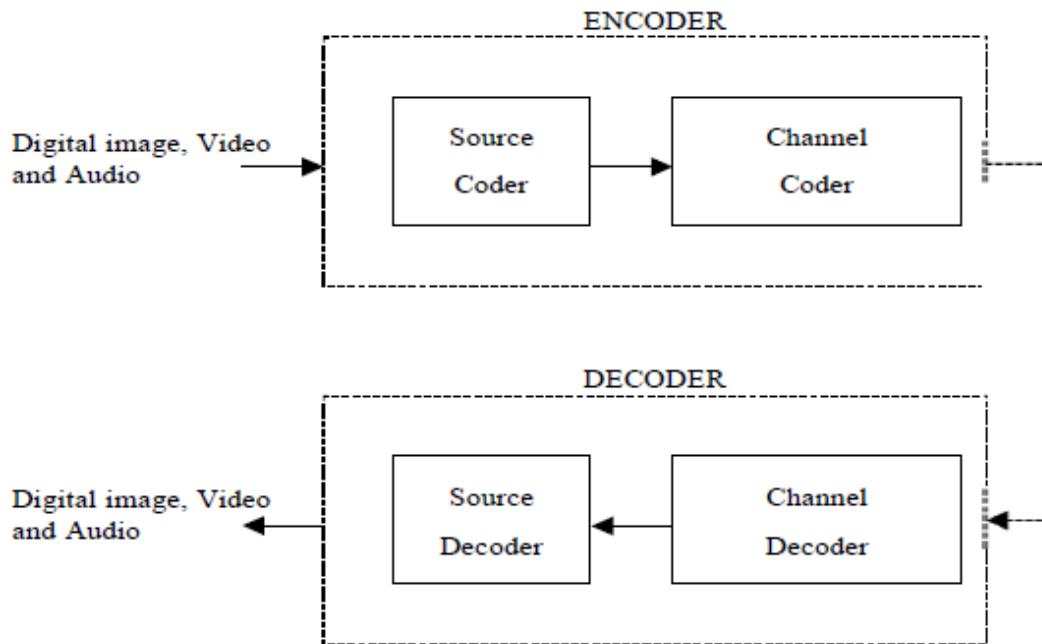 ENCODER
Digital image, Video
and Audio
Source
Coder
Channel
Coder
DECODER
Digital image, Video
and Audio
Source
Decoder
Channel
Decoder